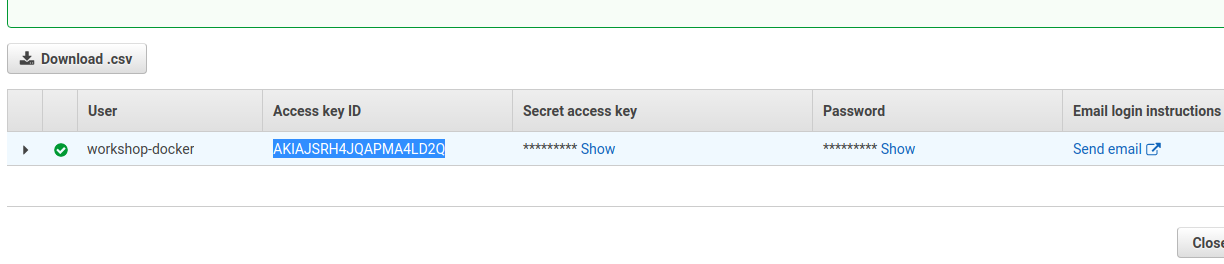 Download .csv
User Access key ID Secret access key Password Email login instructions
workshop-docker AKIAJSRH4JQAPMA4LD2Q ********* Show ********* Show Send email
Close